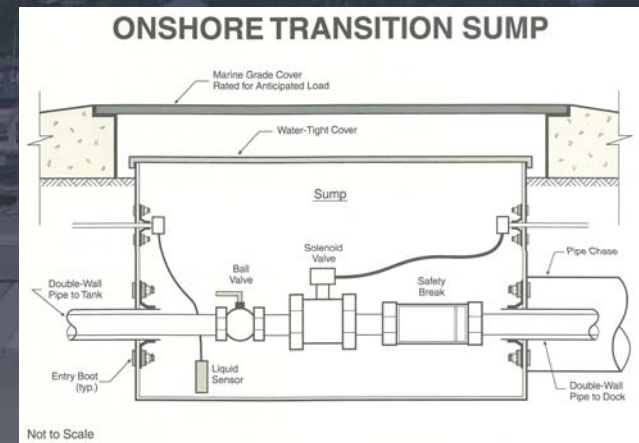 ONSHORE TRANSITION SUMP
Marine Grade Cover
Rated for Anticipated Load
Water-Tight Cover
Sump
Solenoid
Valve
Pipe Chase
Ball
Valve
Safety
Break
Double-Wall
Pipe to Tank
Liquid
Sensor
Entry Boot
(typ.)
Double-Wall
Pipe to Dock
Not to Scale